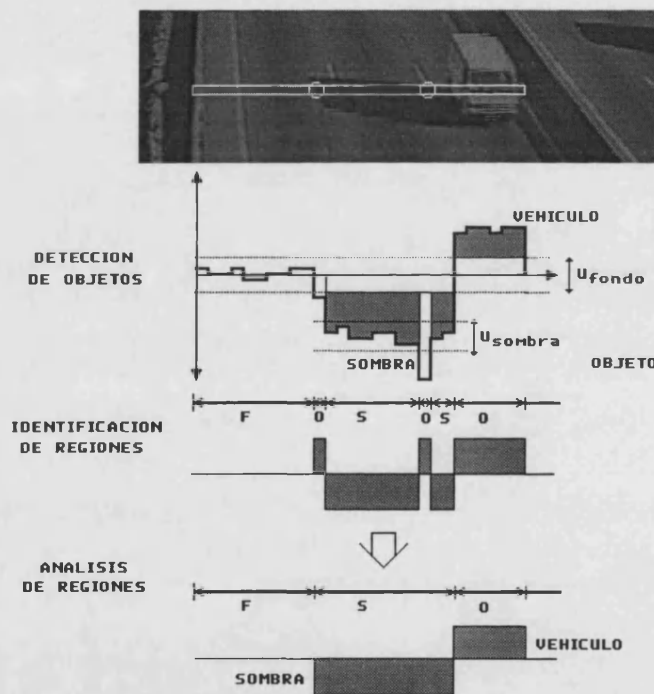 VEHICULO
DETECCION
DE OBJETOS
Ufondo
Usombra
SOMBRA
OBJETO
F O S O S O
IDENTIFICACION
DE REGIONES
ANALISIS
DE REGIONES
F S O
VEHICULO
SOMBRA